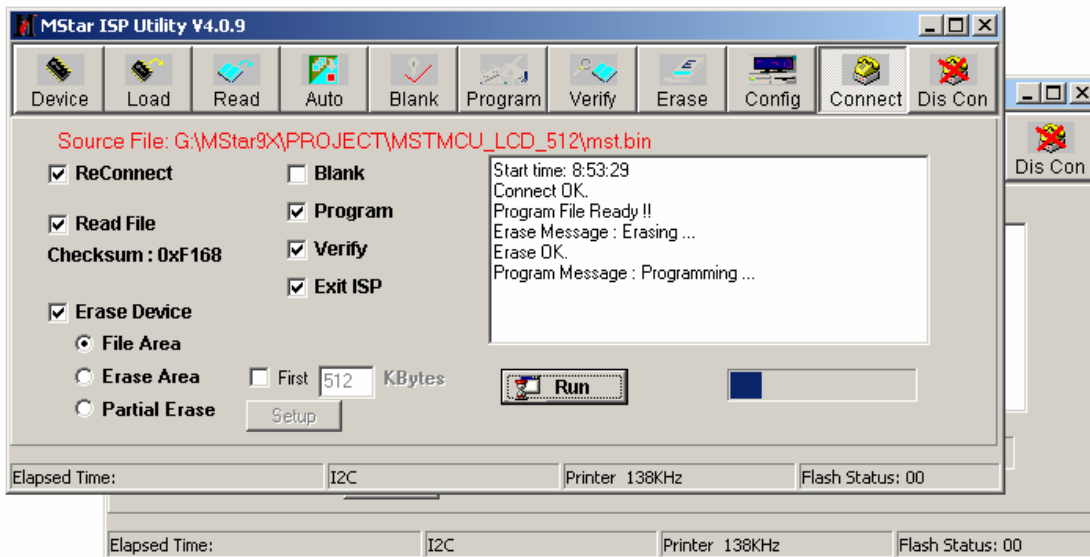 MStar ISP Utility V4.0.9
Device Load Read Auto Blank Program Verify Erase Config Connect Dis Con
Dis Con
Source File: G:\MStar9X\PROJECT\MSTMCU_LCD_512\mst.bin
ReConnect
Read File
Checksum : 0xF168
Erase Device
File Area
Erase Area
Partial Erase
Blank
Program
Verify
Exit ISP
First 512 KBytes
Setup
Start time: 8:53:29
Connect OK.
Program File Ready !!
Erase Message : Erasing ...
Erase OK.
Program Message : Programming ...
Run
Elapsed Time: I2C Printer 138KHz Flash Status: 00
Elapsed Time: I2C Printer 138KHz Flash Status: 00